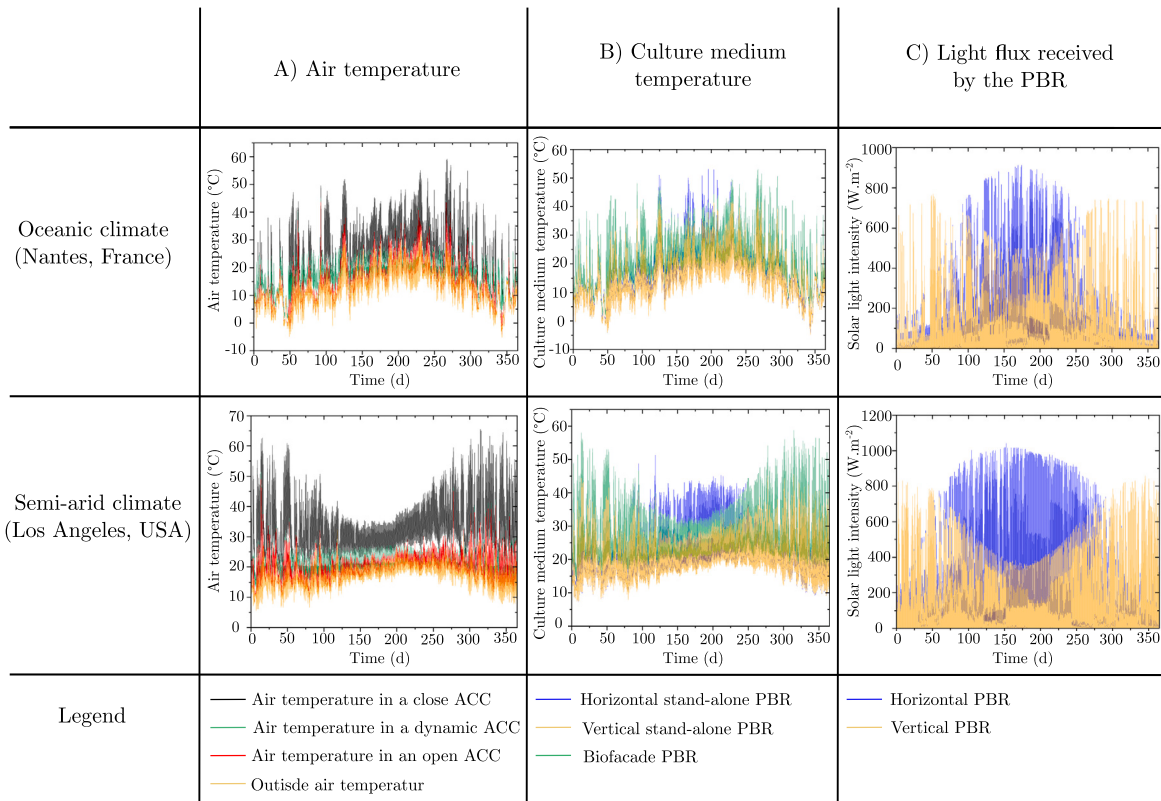 A) Air temperature
B) Culture medium
temperature
C) Light flux received
by the PBR
Oceanic climate
(Nantes, France)
Air temperature (°C)
60
50
40
30
20
10
0
-10
0 50 100 150 200 250 300 350
Time (d)
Culture medium temperature (°C)
60
50
40
30
20
10
0
-10
0 50 100 150 200 250 300 350
Time (d)
Solar light intensity (W.m-2)
1000
800
600
400
200
0
0 50 100 150 200 250 300 350
Time (d)
Semi-arid climate
(Los Angeles, USA)
Air temperature (°C)
70
60
50
40
30
20
10
0
0 50 100 150 200 250 300 350
Time (d)
Culture medium temperature (°C)
60
50
40
30
20
10
0
0 50 100 150 200 250 300 350
Time (d)
Solar light intensity (W.m-2)
1200
1000
800
600
400
200
0
0 50 100 150 200 250 300 350
Time (d)
Legend
Air temperature in a close ACC
Air temperature in a dynamic ACC
Air temperature in an open ACC
Outisde air temperatur
Horizontal stand-alone PBR
Vertical stand-alone PBR
Biofacade PBR
Horizontal PBR
Vertical PBR